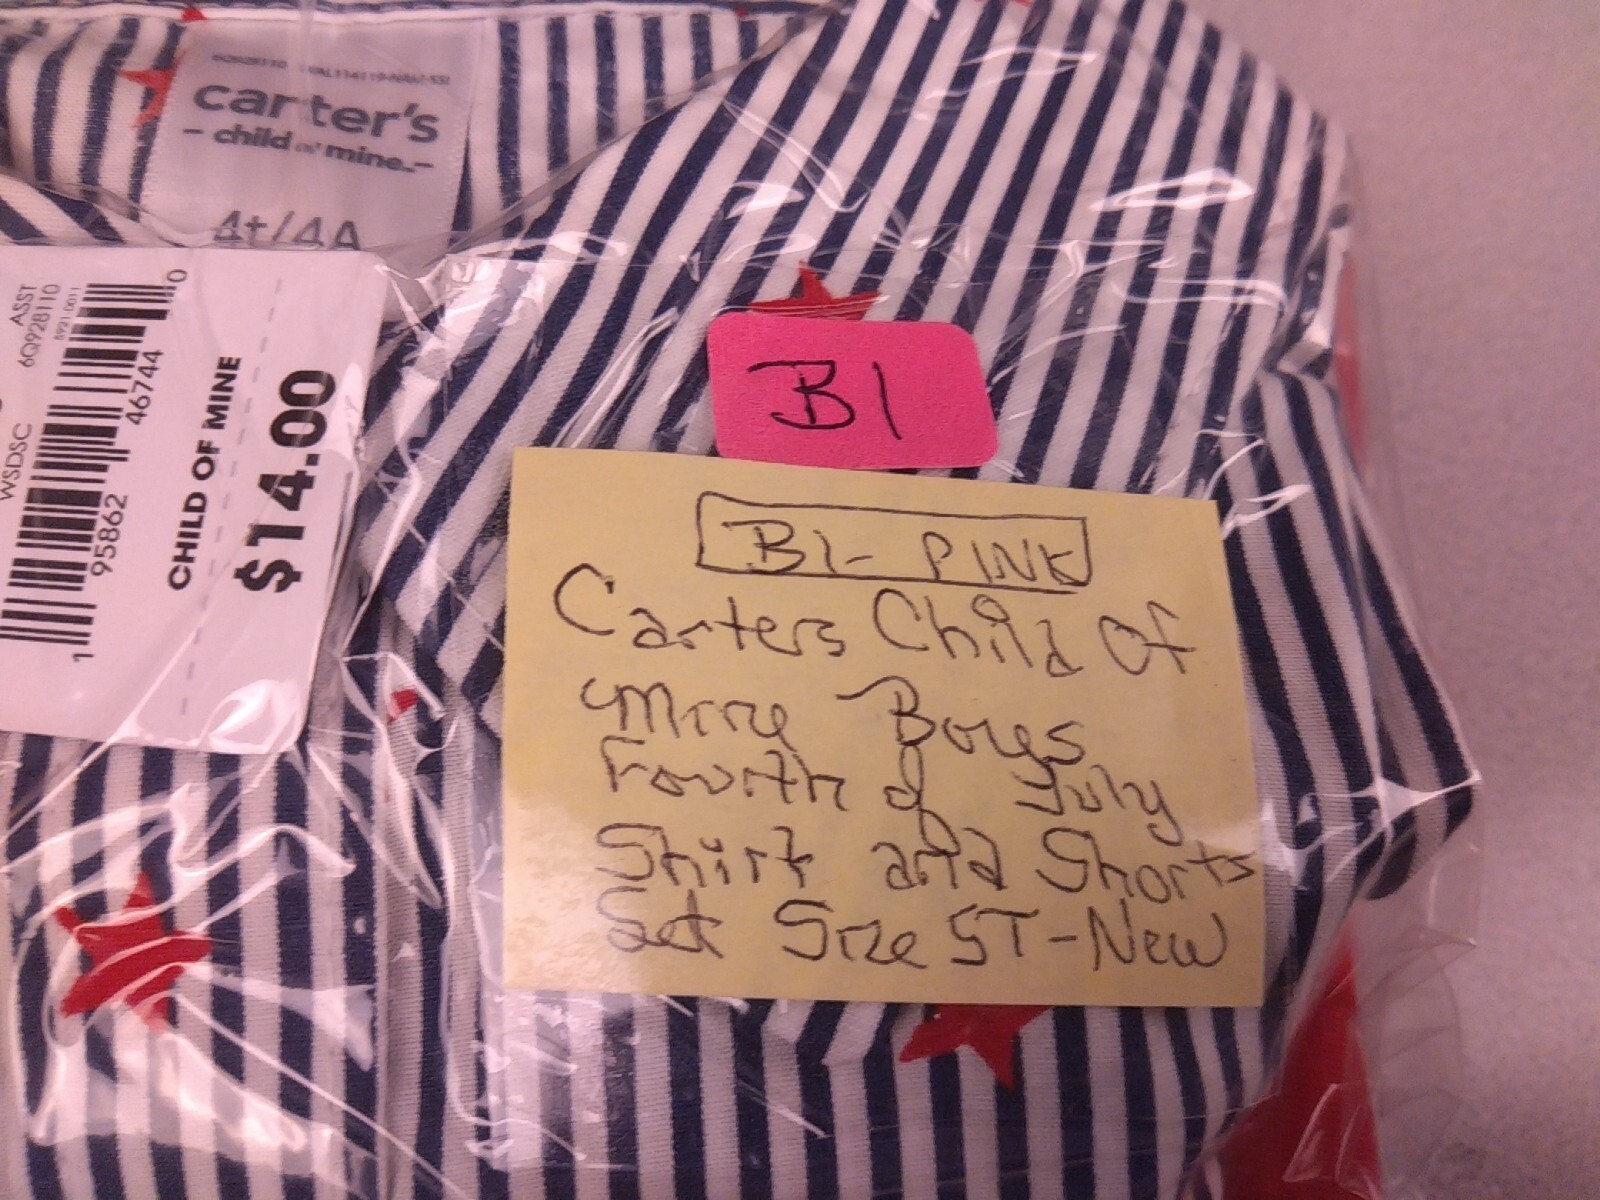 carter's
- child of mine.-
4t/4A
ASST
6Q928110
WSDSC
1 95862 46744 0
CHILD OF MINE
$14.00
B1
B1- PINK
Carters Child Of
Mine Boys
Fourth of July
Shirt and Shorts
Set Size 5T-New